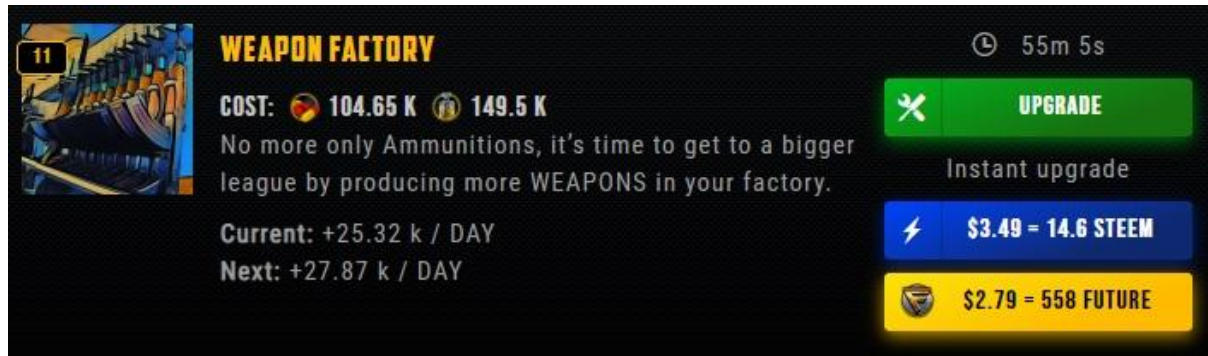 11
WEAPON FACTORY
COST: 104.65 K 149.5 K
No more only Ammunitions, it's time to get to a bigger
league by producing more WEAPONS in your factory.
Current: +25.32 k / DAY
Next: +27.87 k / DAY
55m 5s
UPGRADE
Instant upgrade
$3.49 = 14.6 STEEM
$2.79 = 558 FUTURE